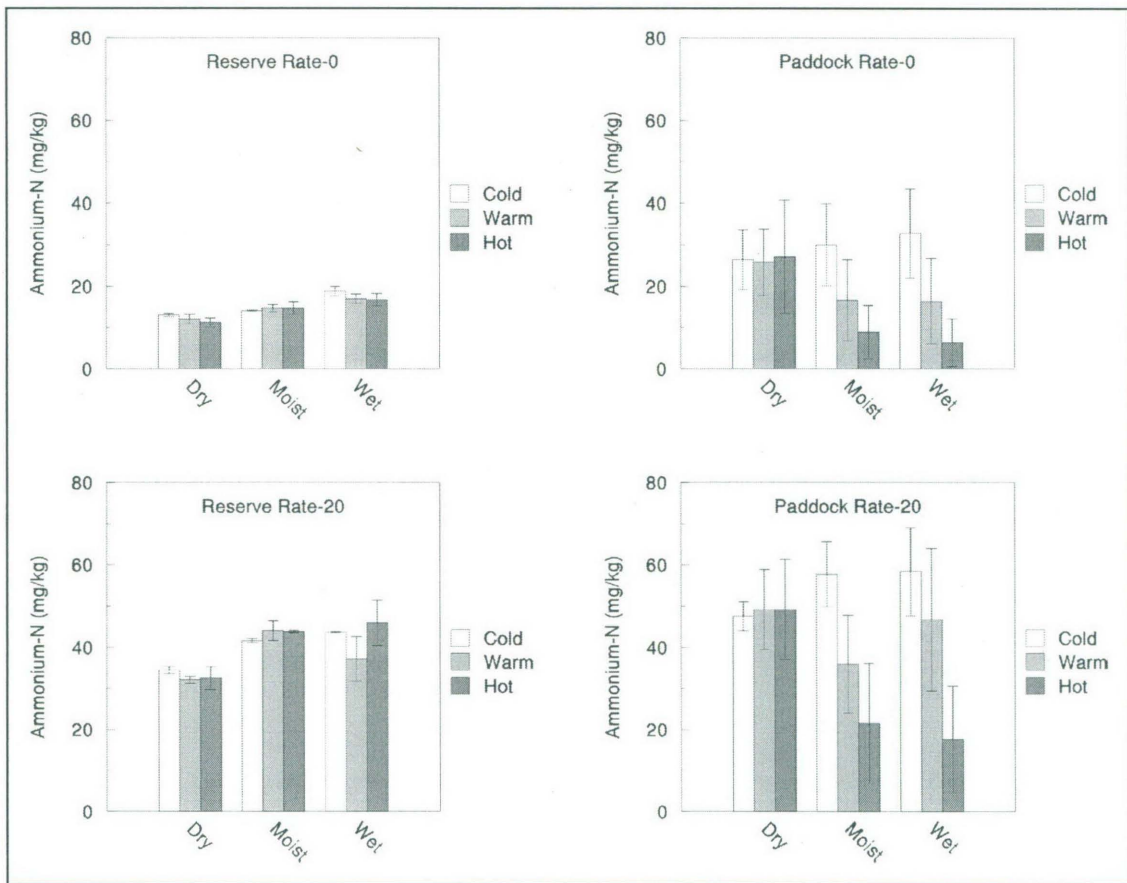 Reserve Rate-0
Ammonium-N (mg/kg)
80
60
40
20
0
Dry
Moist
Wet
Cold
Warm
Hot
Paddock Rate-0
Ammonium-N (mg/kg)
80
60
40
20
0
Dry
Moist
Wet
Cold
Warm
Hot
Reserve Rate-20
Ammonium-N (mg/kg)
80
60
40
20
0
Dry
Moist
Wet
Cold
Warm
Hot
Paddock Rate-20
Ammonium-N (mg/kg)
80
60
40
20
0
Dry
Moist
Wet
Cold
Warm
Hot